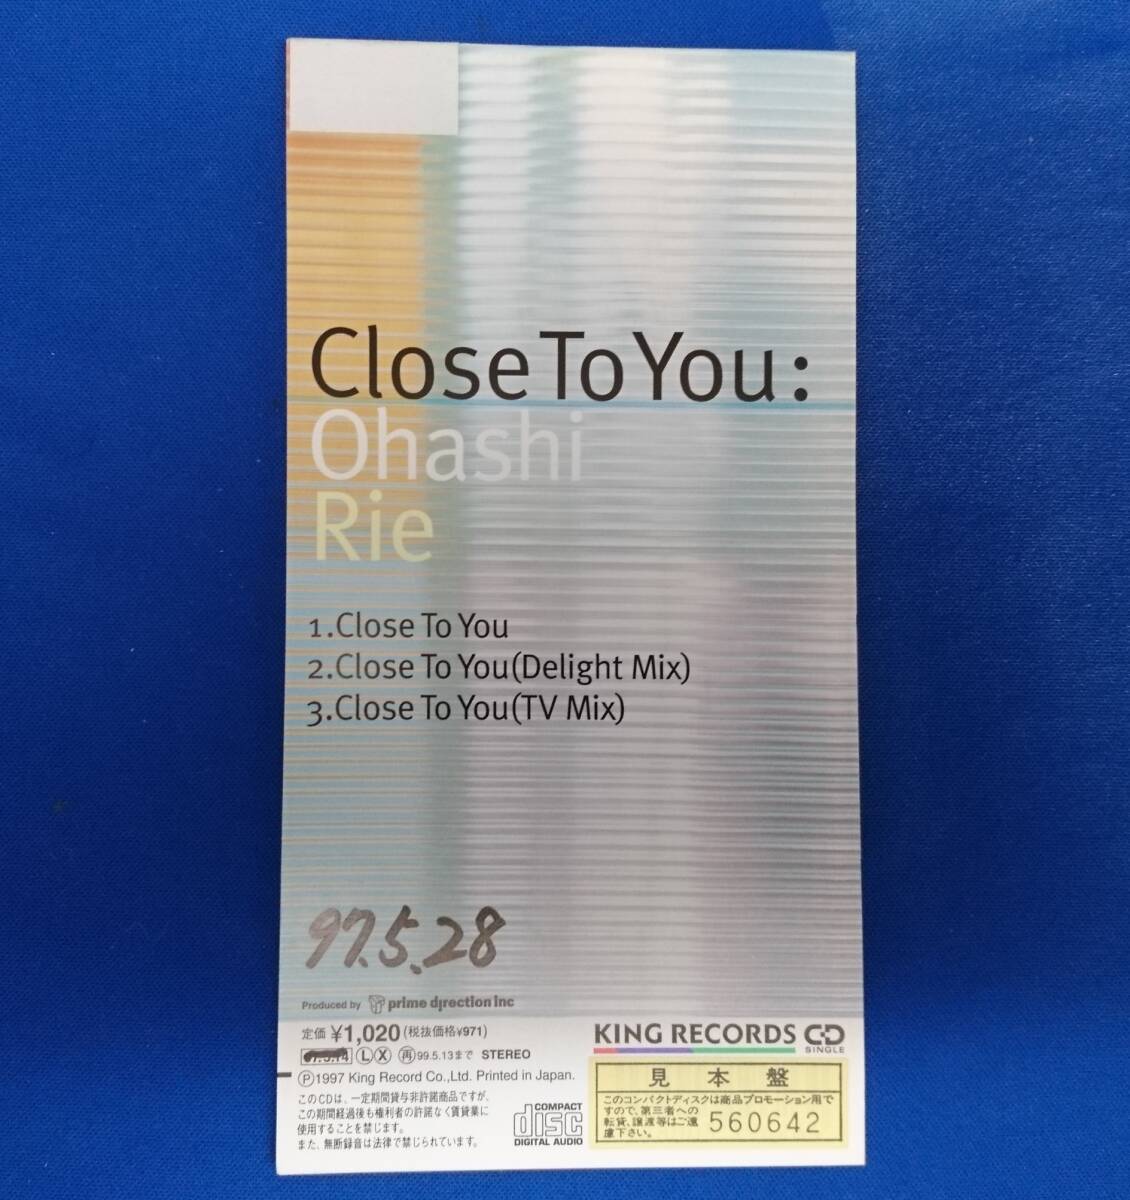 Close To You:
Ohashi
Rie
1.Close To You
2.Close To You(Delight Mix)
3.Close To You(TV Mix)
97.5.28
Produced by prime direction inc
定価 ¥1,020 (税抜価格¥971)
Ⓛ Ⓧ 再 99.5.13まで STEREO
Ⓟ1997 King Record Co.,Ltd. Printed in Japan.
このCDは、一定期間貸与非許諾商品ですが、
この期間経過後も権利者の許諾なく賃貸業に
使用することを禁じます。
また、無断録音は法律で禁じられています。
COMPACT
disc
DIGITAL AUDIO
KING RECORDS CD
SINGLE
見本盤
このコンパクトディスクは商品プロモーション用で
すので、第三者への
転貸、譲渡等はご遠
慮下さい。
560642